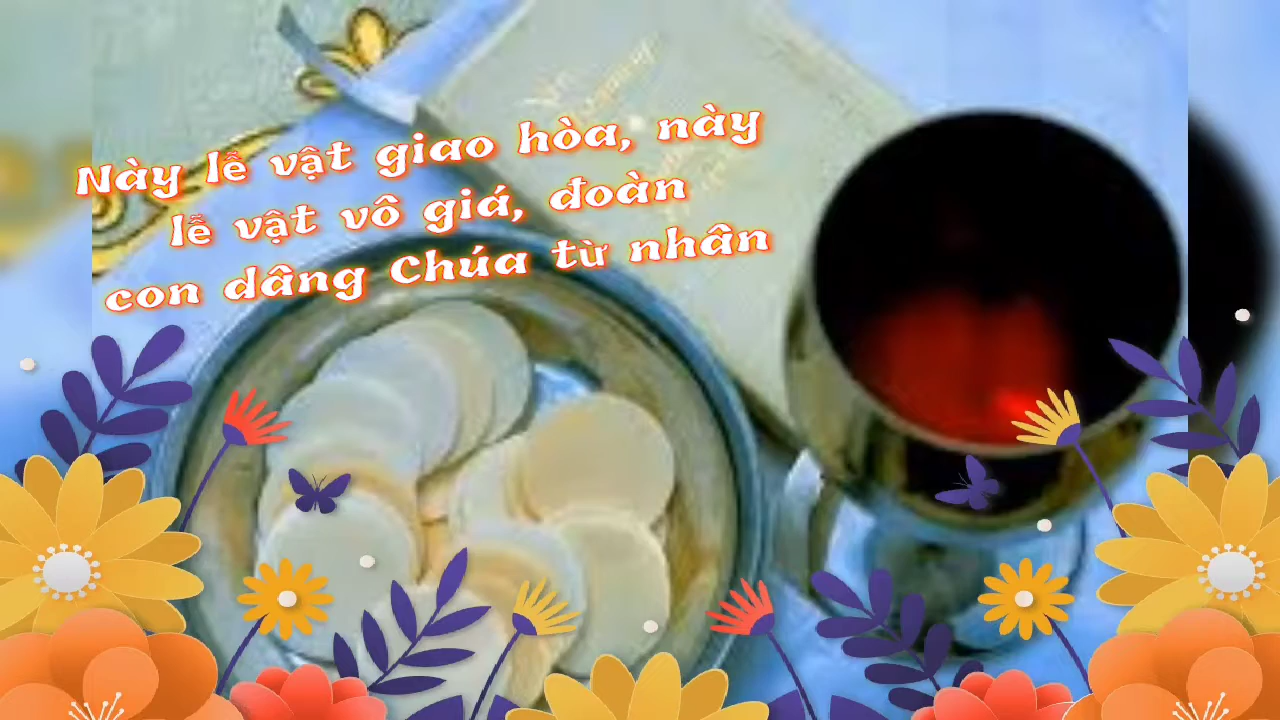 Này lễ vật giao hòa, này
lễ vật vô giá, đoàn
con dâng Chúa từ nhân